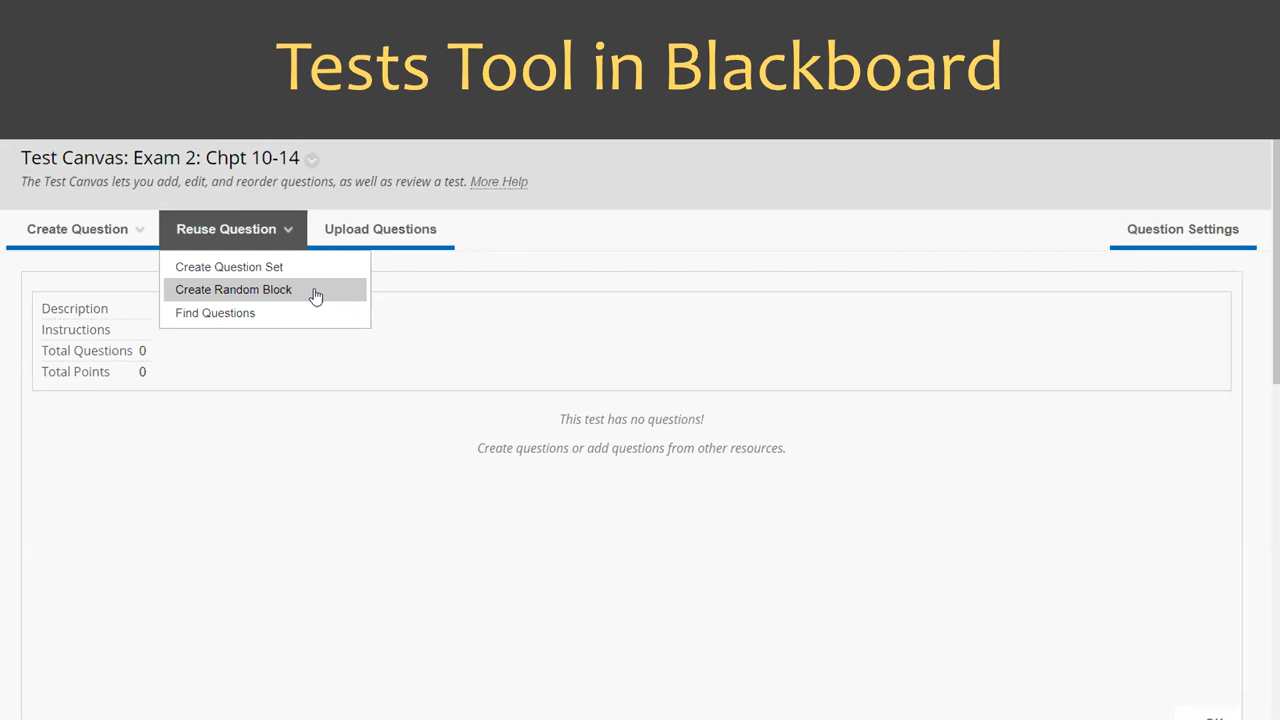 Tests Tool in Blackboard
Test Canvas: Exam 2: Chpt 10-14
The Test Canvas lets you add, edit, and reorder questions, as well as review a test. More Help
Create Question Reuse Question Upload Questions Question Settings
Create Question Set
Create Random Block
Find Questions
Description
Instructions
Total Questions 0
Total Points 0
This test has no questions!
Create questions or add questions from other resources.